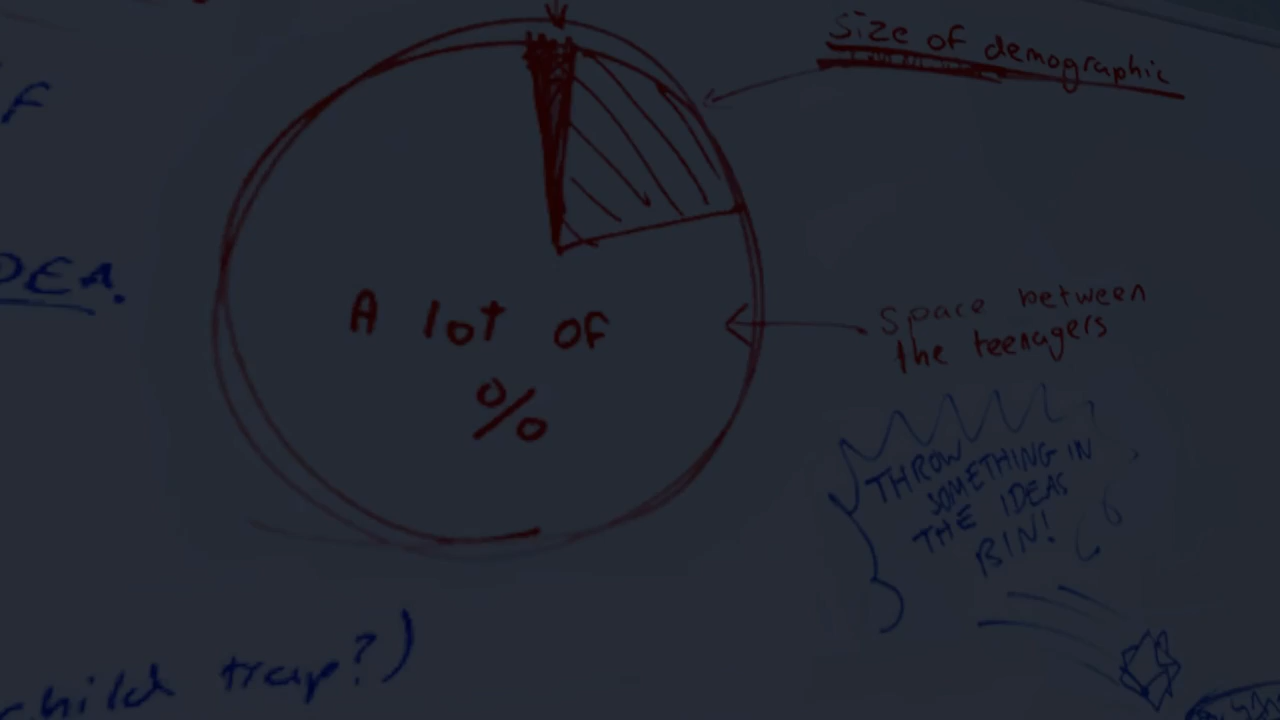 F
Size of demographic
DEA.
A lot of
%
Space between
the teenagers
THROW
SOMETHING IN
THE IDEAS
BIN!
child trap?)